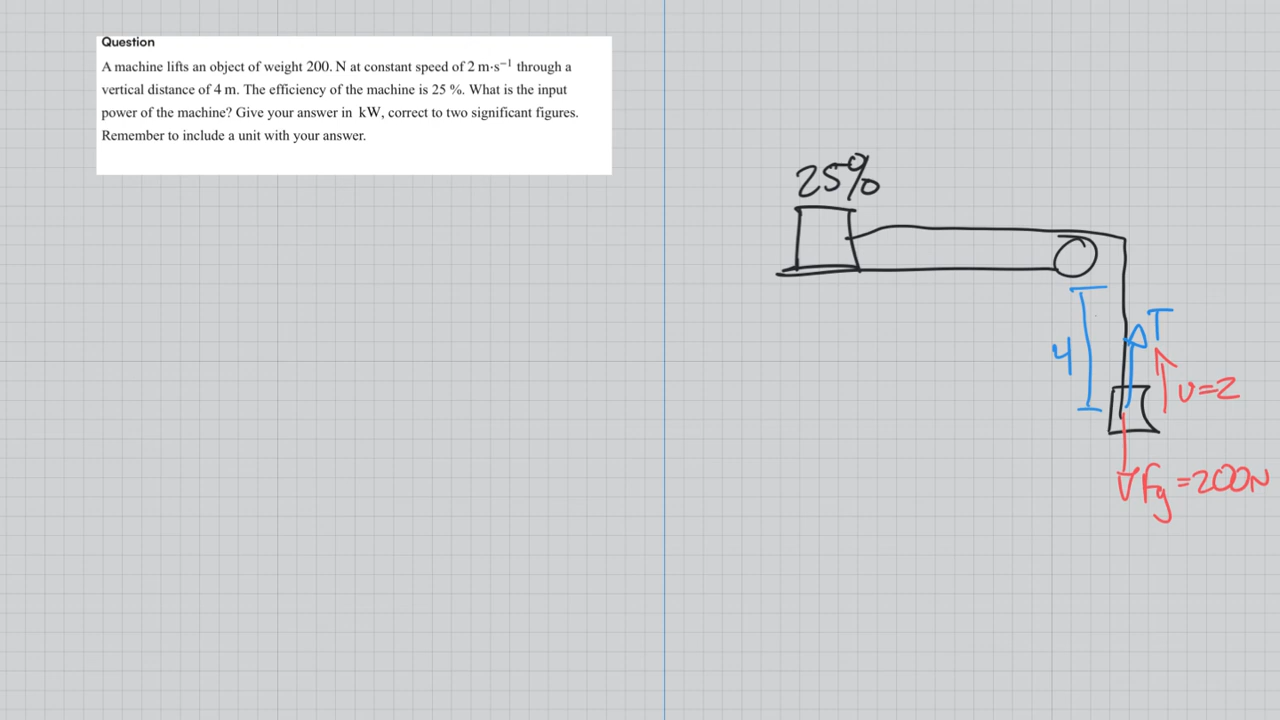 Question
A machine lifts an object of weight 200. N at constant speed of 2 m·s⁻¹ through a
vertical distance of 4 m. The efficiency of the machine is 25 %. What is the input
power of the machine? Give your answer in kW, correct to two significant figures.
Remember to include a unit with your answer.
25%
T
4
v=2
Fg=200N